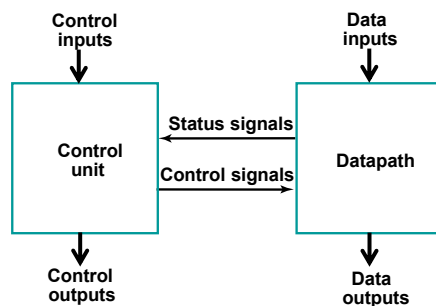 Control
inputs
Data
inputs
Status signals
Control
unit
Control signals
Datapath
Control
outputs
Data
outputs